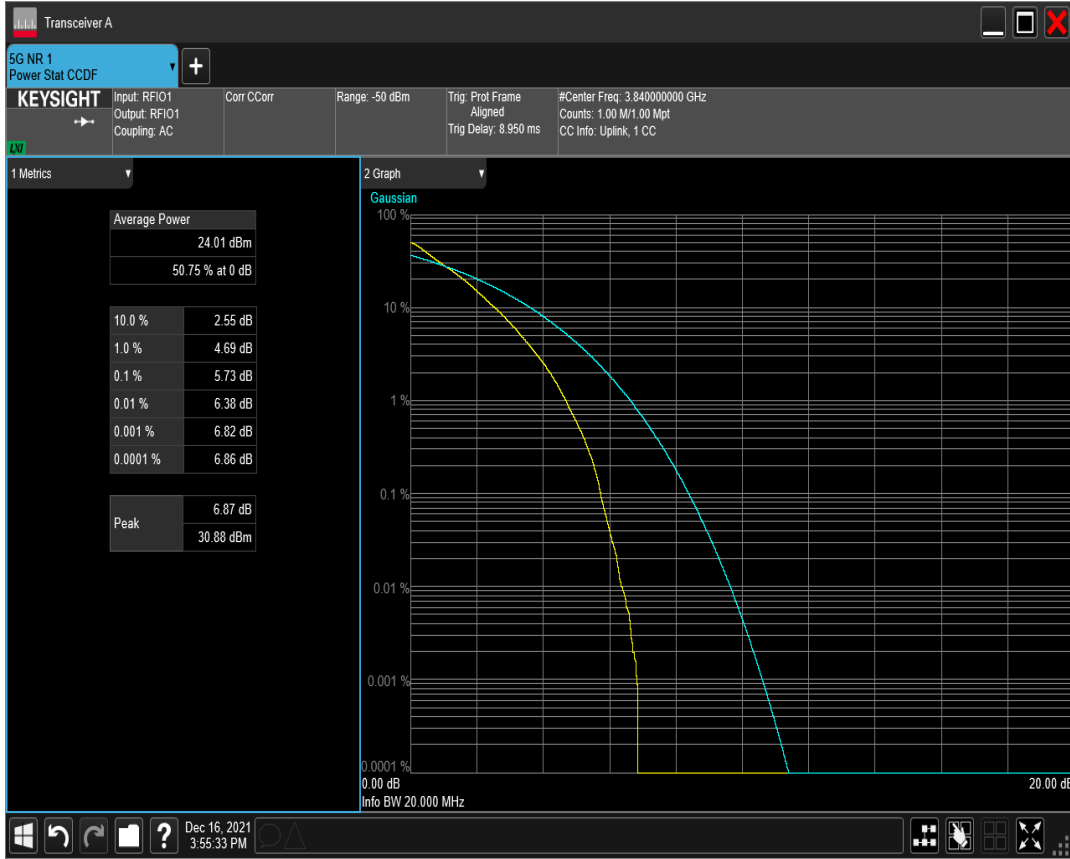 Transceiver A
5G NR 1
Power Stat CCDF
+
KEYSIGHT
LXI
Input: RFIO1
Output: RFIO1
Coupling: AC
Corr CCorr
Range: -50 dBm
Trig: Prot Frame
Aligned
Trig Delay: 8.950 ms
#Center Freq: 3.840000000 GHz
Counts: 1.00 M/1.00 Mpt
CC Info: Uplink, 1 CC
1 Metrics
Average Power
24.01 dBm
50.75 % at 0 dB
10.0 % 2.55 dB
1.0 % 4.69 dB
0.1 % 5.73 dB
0.01 % 6.38 dB
0.001 % 6.82 dB
0.0001 % 6.86 dB
Peak 6.87 dB
30.88 dBm
2 Graph
Gaussian
100 %
10 %
1 %
0.1 %
0.01 %
0.001 %
0.0001 %
0.00 dB 20.00 dB
Info BW 20.000 MHz
?
Dec 16, 2021
3:55:33 PM